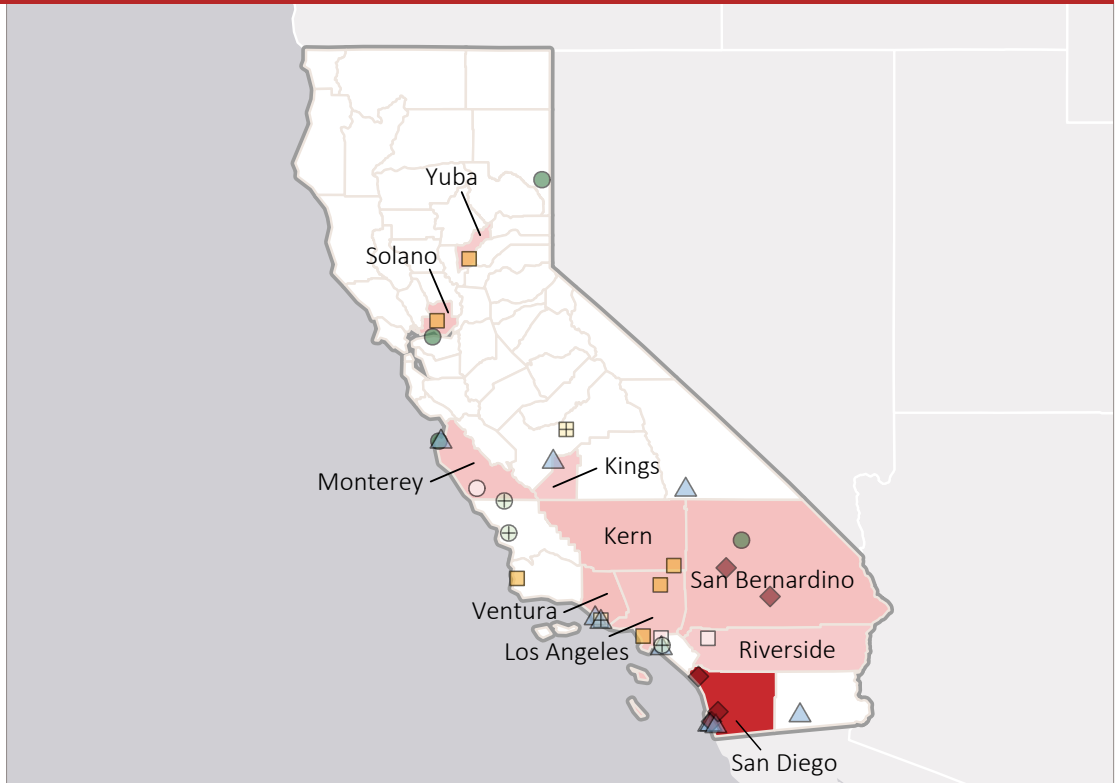 Yuba
Solano
Monterey
Kings
Kern
San Bernardino
Ventura
Los Angeles
Riverside
San Diego